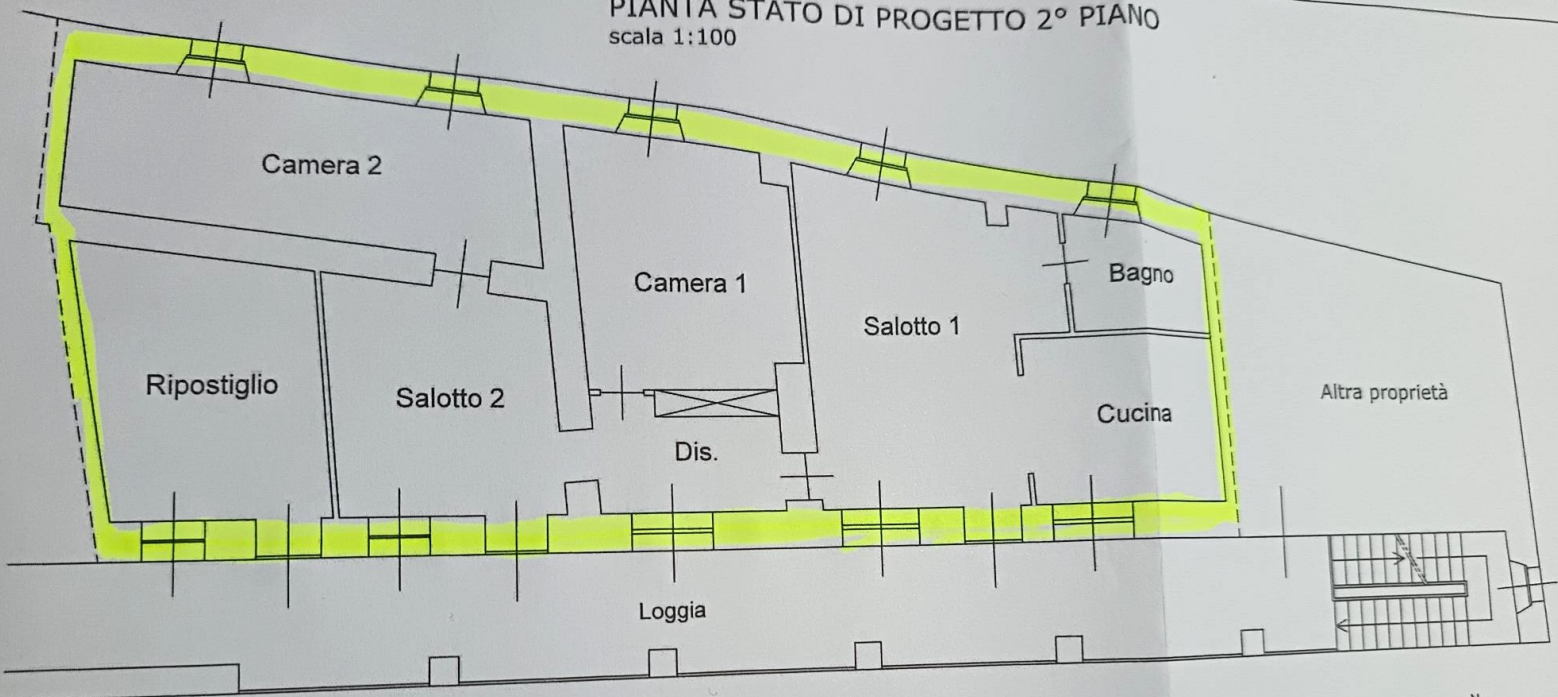 PIANTA STATO DI PROGETTO 2° PIANO
scala 1:100
Camera 2
Camera 1
Bagno
Salotto 1
Ripostiglio
Salotto 2
Altra proprietà
Cucina
Dis.
Loggia